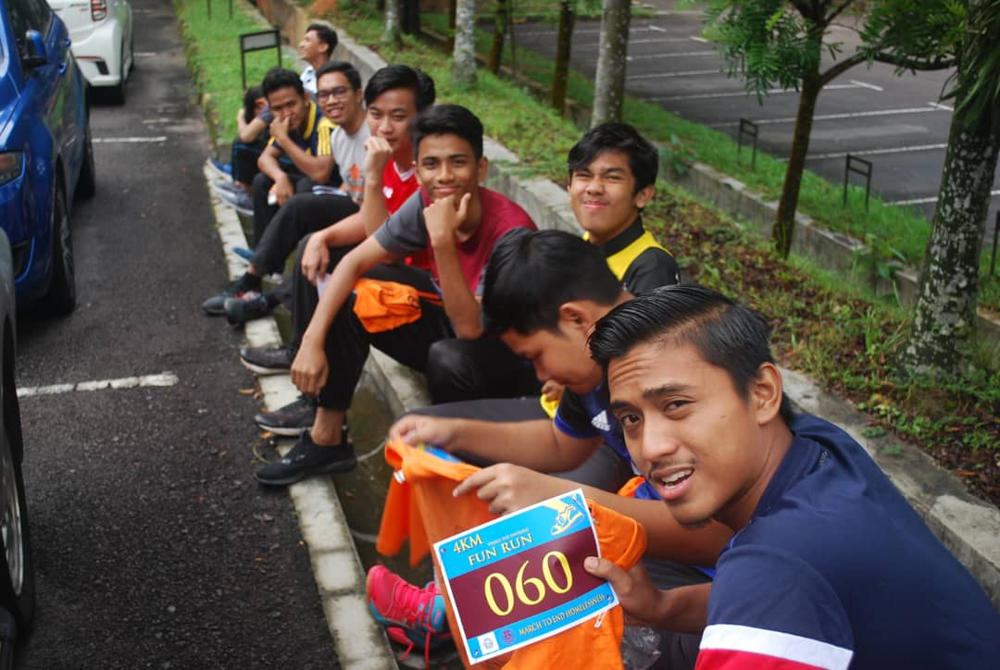 4KM
FUN RUN
060
MARCH TO END HOMELESSNESS